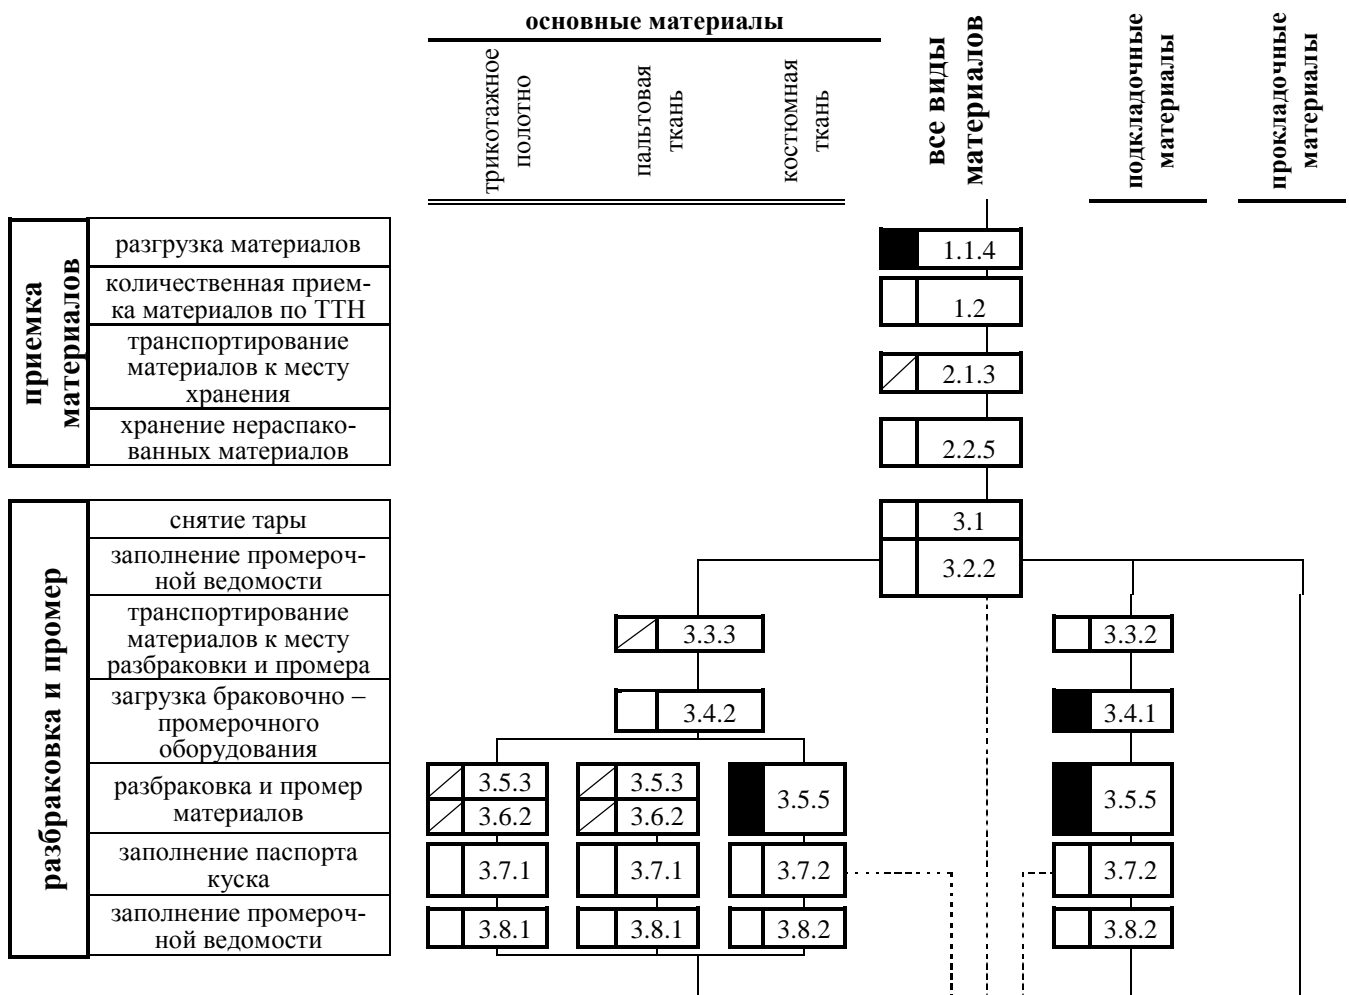 основные материалы
трикотажное
полотно
пальтовая
ткань
костюмная
ткань
все виды
материалов
подкладочные
материалы
прокладочные
материалы
приемка
материалов
разгрузка материалов
1.1.4
количественная прием-
ка материалов по ТТН
1.2
транспортирование
материалов к месту
хранения
2.1.3
хранение нераспако-
ванных материалов
2.2.5
разбраковка и промер
снятие тары
3.1
заполнение промероч-
ной ведомости
3.2.2
транспортирование
материалов к месту
разбраковки и промера
3.3.3
3.3.2
загрузка браковочно –
промерочного
оборудования
3.4.2
3.4.1
разбраковка и промер
материалов
3.5.3
3.6.2
3.5.3
3.6.2
3.5.5
3.5.5
заполнение паспорта
куска
3.7.1
3.7.1
3.7.2
3.7.2
заполнение промероч-
ной ведомости
3.8.1
3.8.1
3.8.2
3.8.2